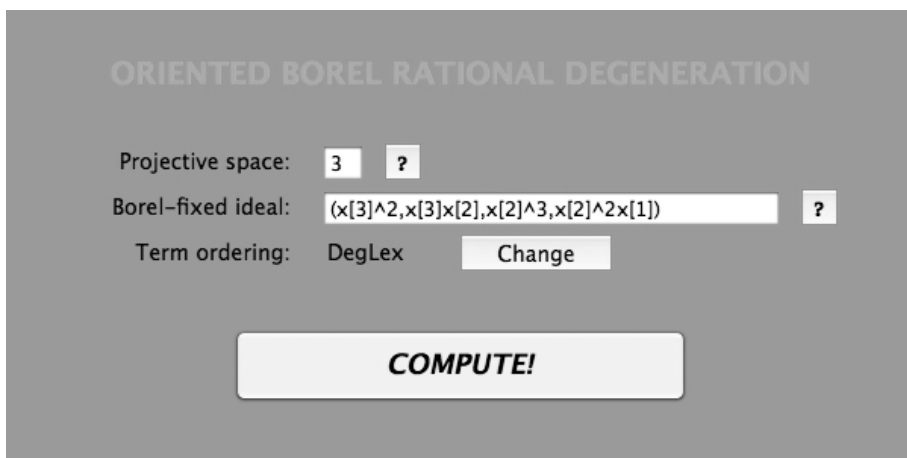 ORIENTED BOREL RATIONAL DEGENERATION
Projective space: 3 ?
Borel-fixed ideal: (x[3]^2,x[3]x[2],x[2]^3,x[2]^2x[1]) ?
Term ordering: DegLex Change
COMPUTE!